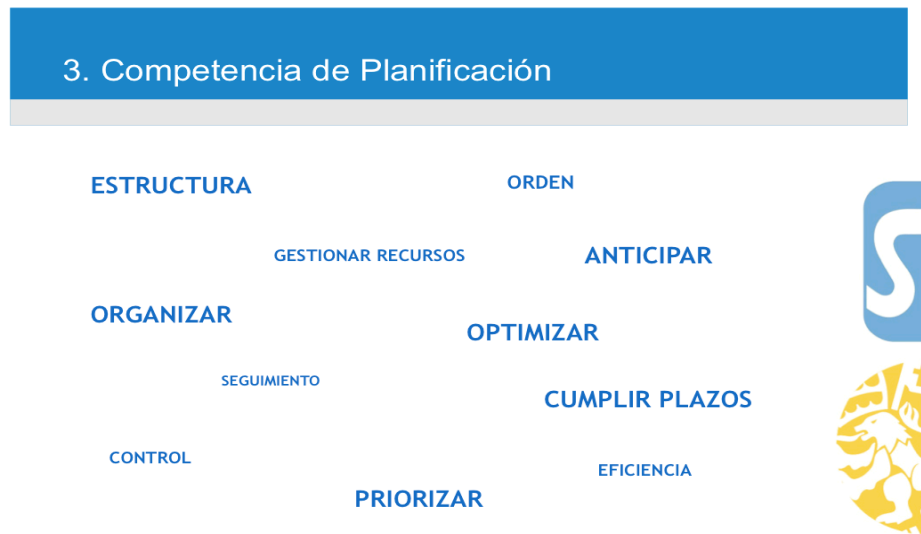 3. Competencia de Planificación
ESTRUCTURA
ORDEN
GESTIONAR RECURSOS
ANTICIPAR
ORGANIZAR
OPTIMIZAR
SEGUIMIENTO
CUMPLIR PLAZOS
CONTROL
EFICIENCIA
PRIORIZAR